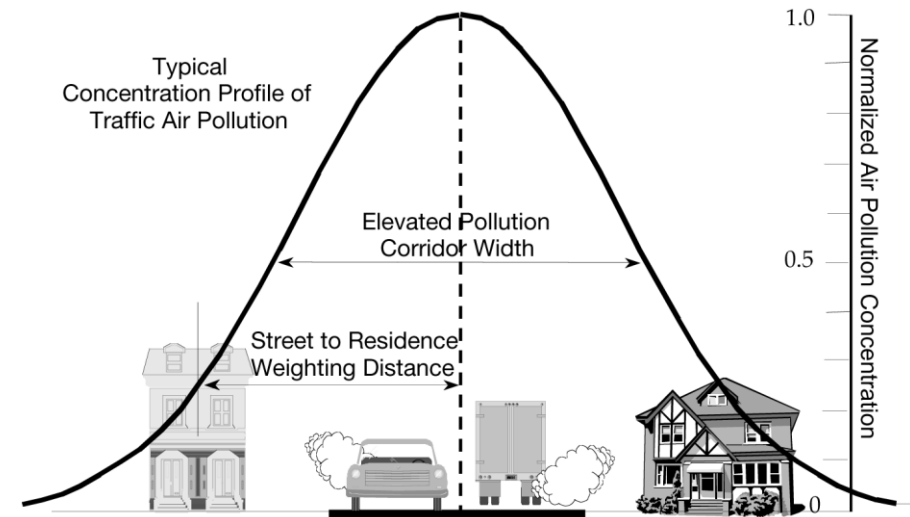 Typical
Concentration Profile of
Traffic Air Pollution
1.0
Normalized Air Pollution Concentration
Elevated Pollution
Corridor Width
0.5
Street to Residence
Weighting Distance
0